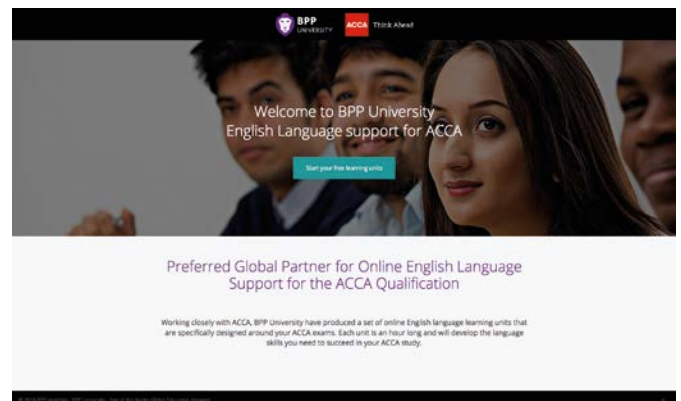 BPP
UNIVERSITY
ACCA
Think Ahead
Welcome to BPP University
English Language support for ACCA
Start your free learning units
Preferred Global Partner for Online English Language
Support for the ACCA Qualification
Working closely with ACCA, BPP University have produced a set of online English language learning units that
are specifically designed around your ACCA exams. Each unit is an hour long and will develop the language
skills you need to succeed in your ACCA study.